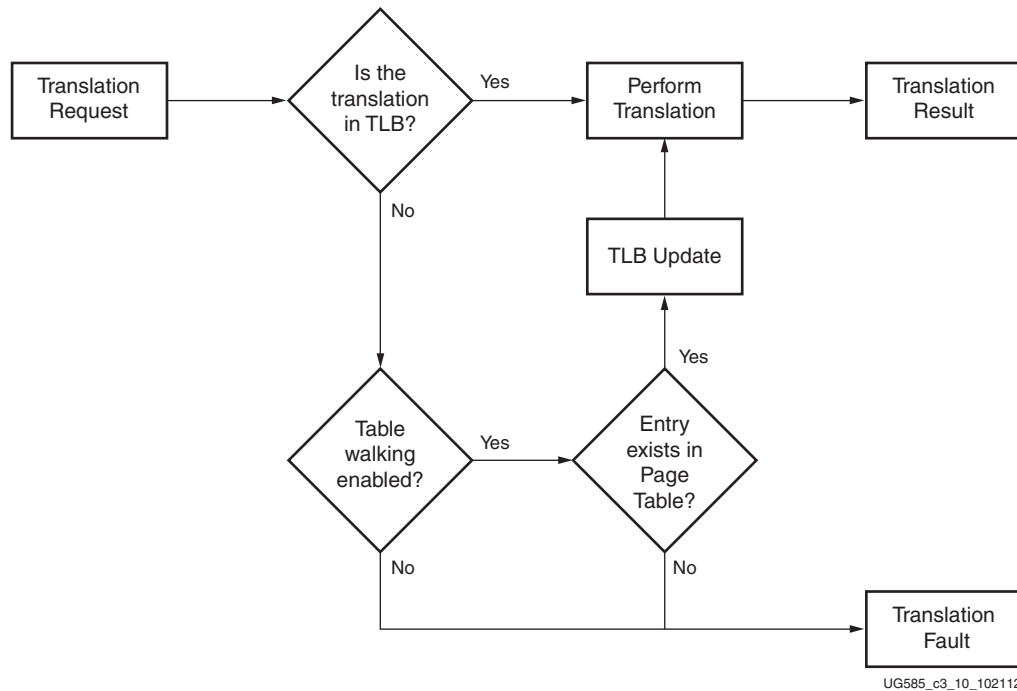 Translation
Request
Is the
translation
in TLB?
Yes
Perform
Translation
Translation
Result
No
TLB Update
Yes
Table
walking
enabled?
Yes
Entry
exists in
Page
Table?
No
No
Translation
Fault
UG585_c3_10_102112